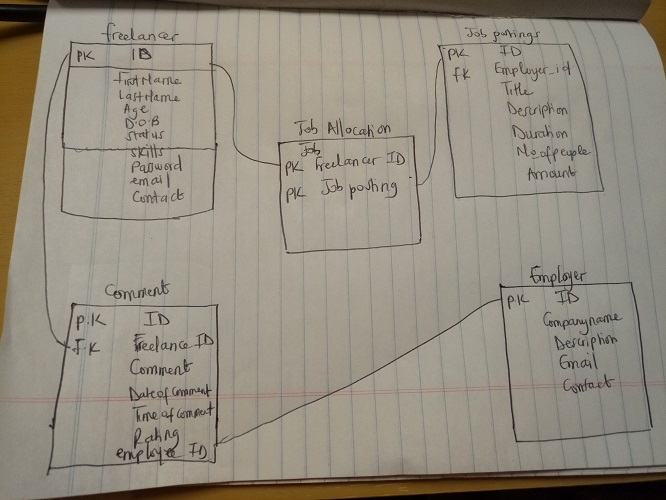 freelancer
PK ID
firstName
LastName
Age
D.O.B
Status
Skills
Password
email
Contact
Job Allocation
Job
PK Freelancer ID
PK Job posting
Job postings
PK ID
FK Employer_id
Title
Description
Duration
No of people
Amount
Comment
P.K ID
F.K Freelance ID
Comment
Date of comment
Time of comment
Rating
employer ID
Employer
PK ID
Companyname
Description
Email
Contact